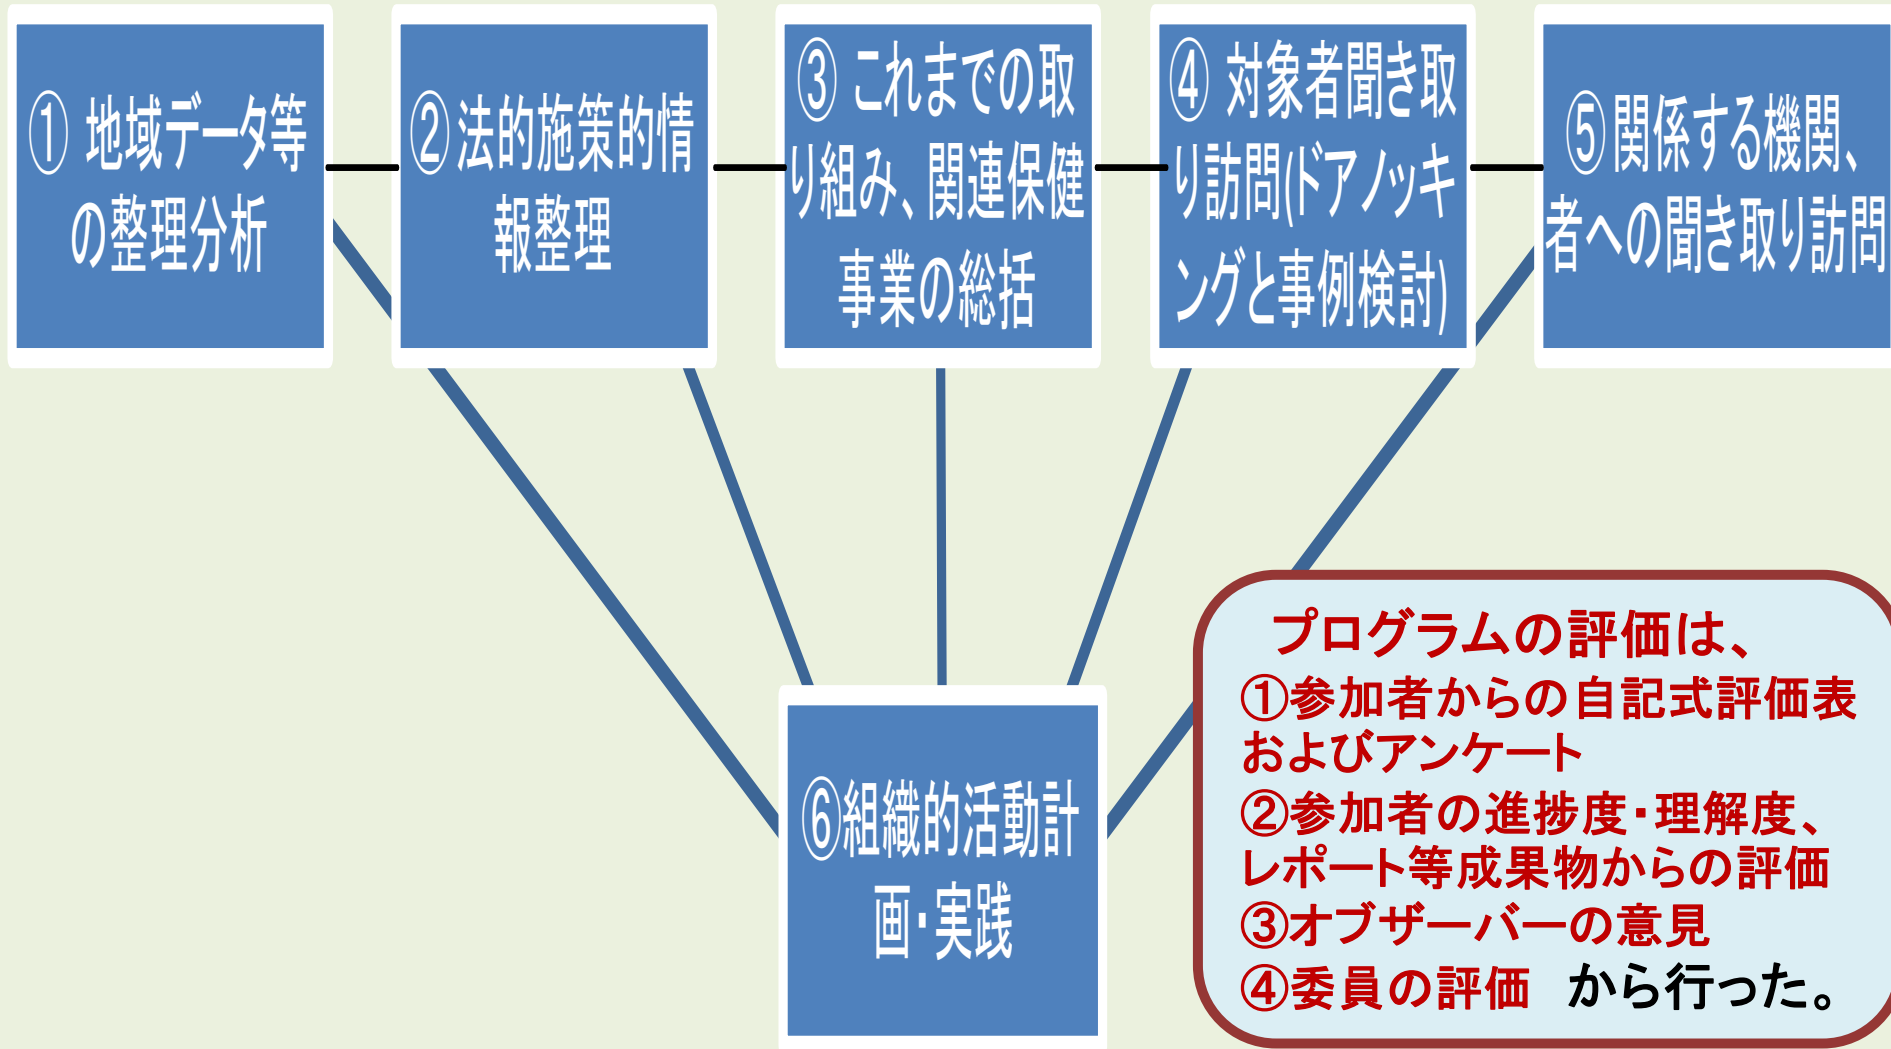 ① 地域データ等
の整理分析
②法的施策的情
報整理
③ これまでの取
り組み、関連保健
事業の総括
④ 対象者聞き取
り訪問(ドアノッキ
ングと事例検討)
⑤関係する機関、
者への聞き取り訪問
⑥組織的活動計
画・実践
プログラムの評価は、
①参加者からの自記式評価表
およびアンケート
②参加者の進捗度・理解度、
レポート等成果物からの評価
③オブザーバーの意見
④委員の評価　から行った。